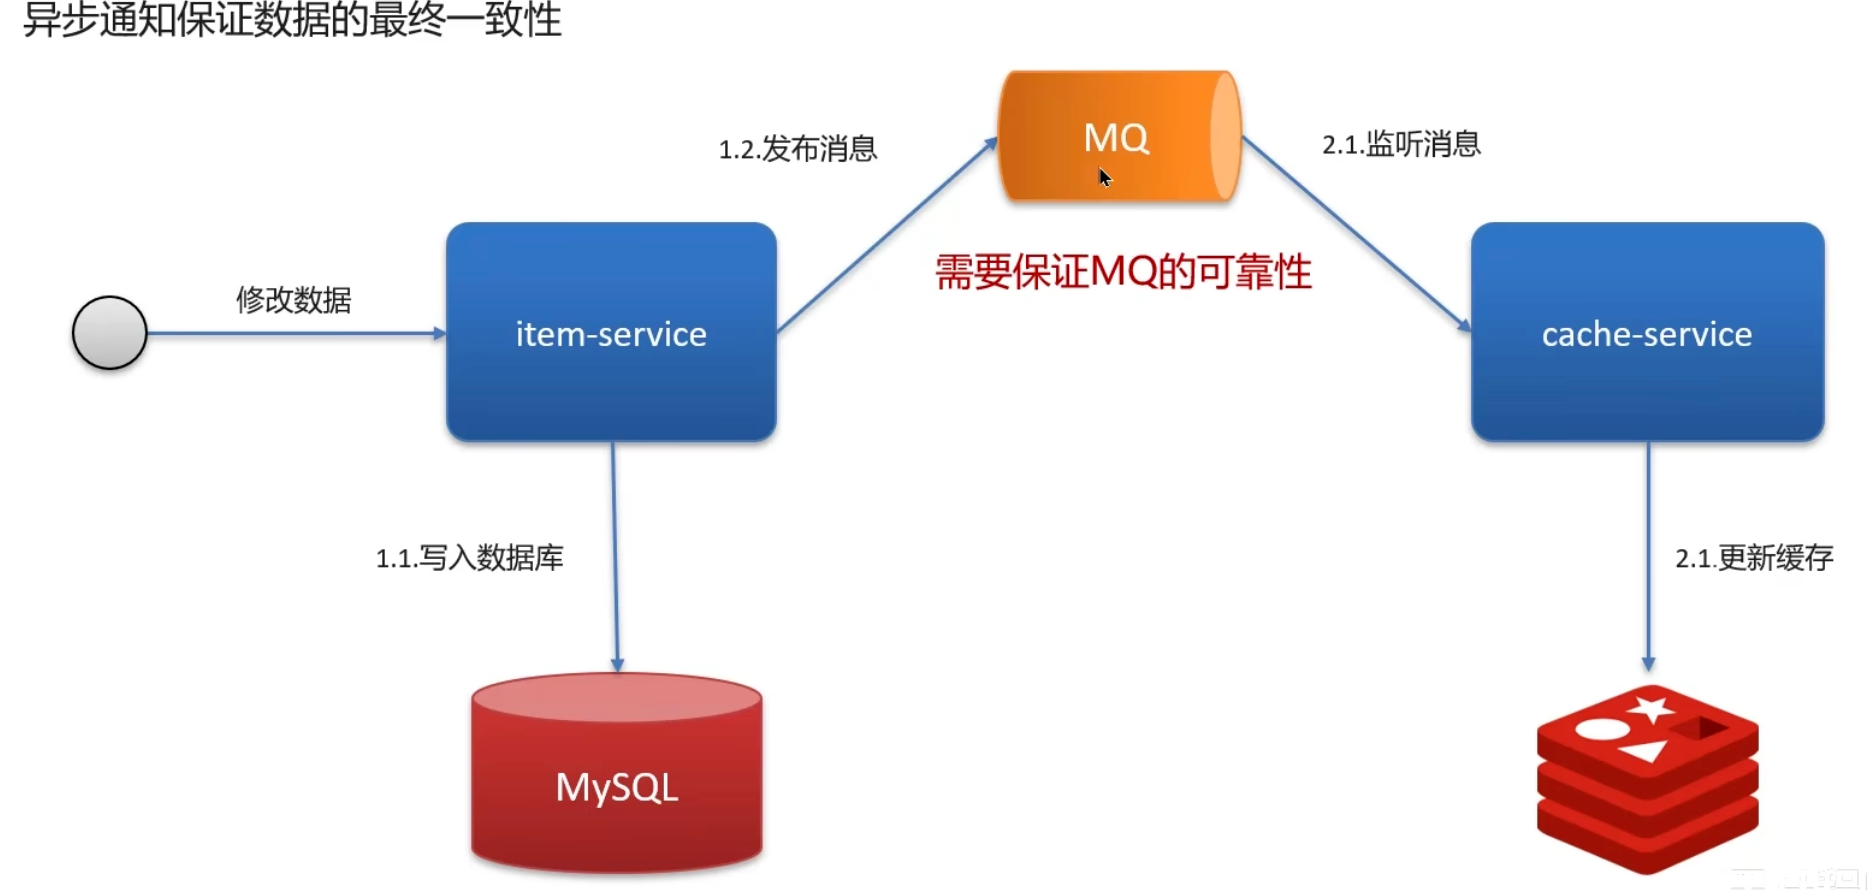 异步通知保证数据的最终一致性
MQ
1.2.发布消息
2.1.监听消息
需要保证MQ的可靠性
修改数据
item-service
cache-service
1.1.写入数据库
2.1.更新缓存
MySQL